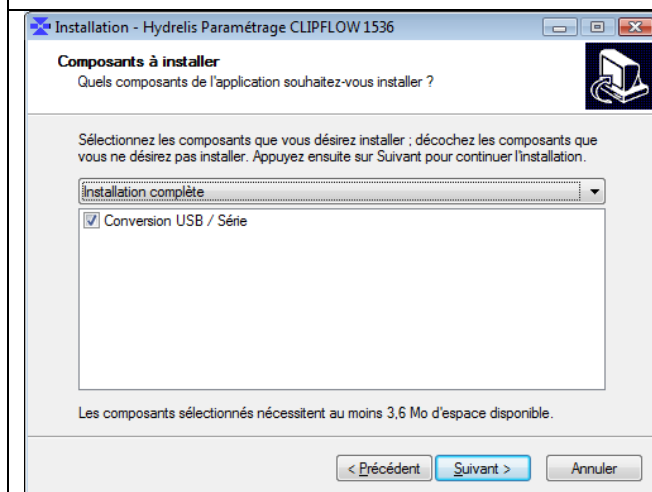 Installation - Hydrelis Paramétrage CLIPFLOW 1536
Composants à installer
Quels composants de l'application souhaitez-vous installer ?
Sélectionnez les composants que vous désirez installer ; décochez les composants que
vous ne désirez pas installer. Appuyez ensuite sur Suivant pour continuer l'installation.
Installation complète
Conversion USB / Série
Les composants sélectionnés nécessitent au moins 3,6 Mo d'espace disponible.
< Précédent
Suivant >
Annuler